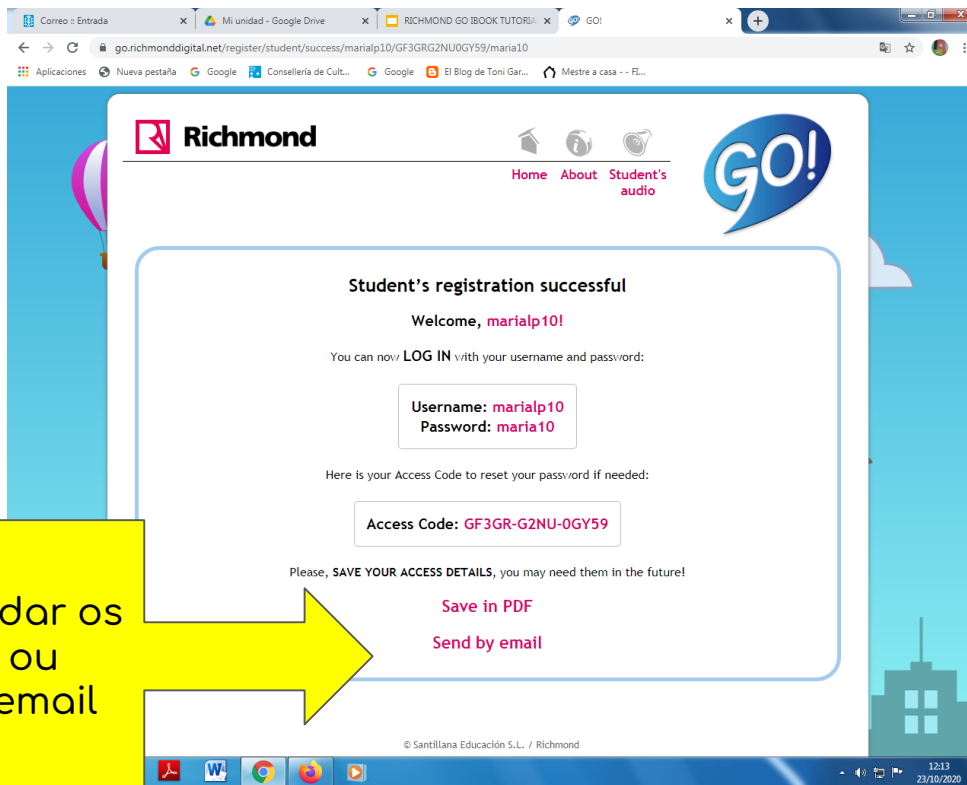 Correo :: Entrada
Mi unidad - Google Drive
RICHMOND GO IBOOK TUTORIA
GO!
go.richmonddigital.net/register/student/success/marialp10/GF3GRG2NU0GY59/maria10
Aplicaciones
Nueva pestaña
Google
Consellería de Cult...
Google
El Blog de Toni Gar...
Mestre a casa - - FI...
Richmond
Home
About
Student's
audio
GO!
Student's registration successful
Welcome, marialp10!
You can now LOG IN with your username and password:
Username: marialp10
Password: maria10
Here is your Access Code to reset your password if needed:
Access Code: GF3GR-G2NU-0GY59
Please, SAVE YOUR ACCESS DETAILS, you may need them in the future!
Save in PDF
Send by email
dar os
ou
email
© Santillana Educación S.L. / Richmond
12:13
23/10/2020